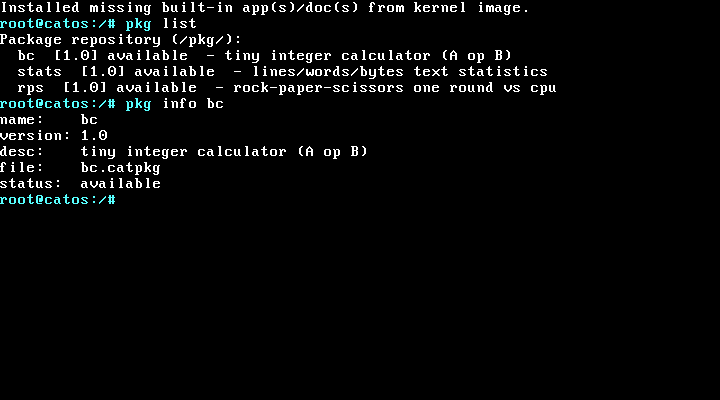 Installed missing built-in app(s)/doc(s) from kernel image.
root@catos:/# pkg list
Package repository (/pkg/):
  bc  [1.0] available  - tiny integer calculator (A op B)
  stats  [1.0] available  - lines/words/bytes text statistics
  rps  [1.0] available  - rock-paper-scissors one round vs cpu
root@catos:/# pkg info bc
name:    bc
version: 1.0
desc:    tiny integer calculator (A op B)
file:    bc.catpkg
status:  available
root@catos:/#